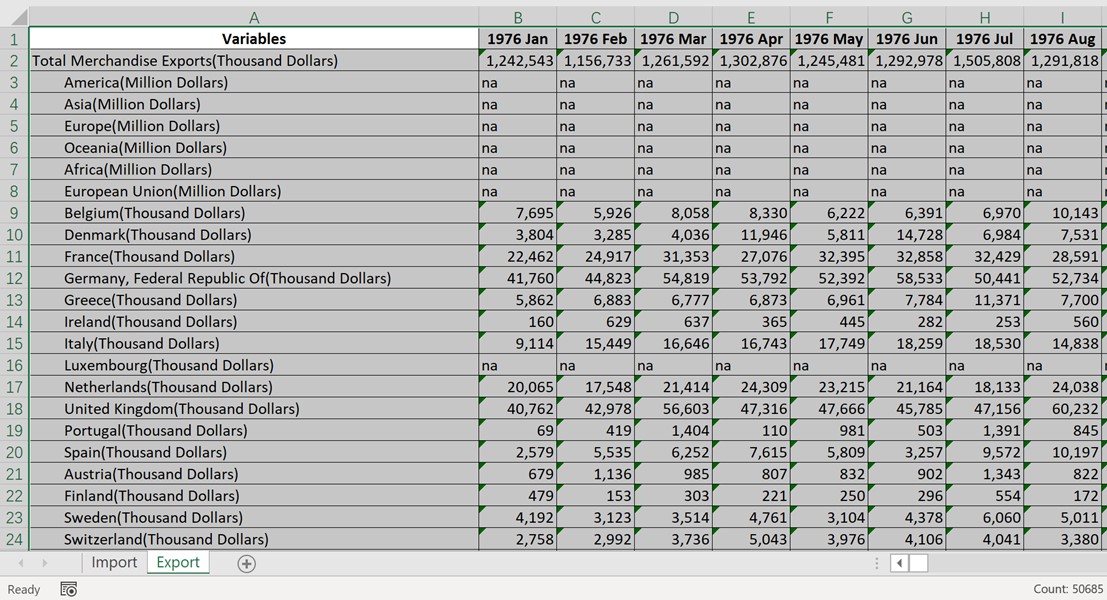 A B C D E F G H I
1 Variables 1976 Jan 1976 Feb 1976 Mar 1976 Apr 1976 May 1976 Jun 1976 Jul 1976 Aug
2 Total Merchandise Exports(Thousand Dollars) 1,242,543 1,156,733 1,261,592 1,302,876 1,245,481 1,292,978 1,505,808 1,291,818
3 America(Million Dollars) na na na na na na na na
4 Asia(Million Dollars) na na na na na na na na
5 Europe(Million Dollars) na na na na na na na na
6 Oceania(Million Dollars) na na na na na na na na
7 Africa(Million Dollars) na na na na na na na na
8 European Union(Million Dollars) na na na na na na na na
9 Belgium(Thousand Dollars) 7,695 5,926 8,058 8,330 6,222 6,391 6,970 10,143
10 Denmark(Thousand Dollars) 3,804 3,285 4,036 11,946 5,811 14,728 6,984 7,531
11 France(Thousand Dollars) 22,462 24,917 31,353 27,076 32,395 32,858 32,429 28,591
12 Germany, Federal Republic Of(Thousand Dollars) 41,760 44,823 54,819 53,792 52,392 58,533 50,441 52,734
13 Greece(Thousand Dollars) 5,862 6,883 6,777 6,873 6,961 7,784 11,371 7,700
14 Ireland(Thousand Dollars) 160 629 637 365 445 282 253 560
15 Italy(Thousand Dollars) 9,114 15,449 16,646 16,743 17,749 18,259 18,530 14,838
16 Luxembourg(Thousand Dollars) na na na na na na na na
17 Netherlands(Thousand Dollars) 20,065 17,548 21,414 24,309 23,215 21,164 18,133 24,038
18 United Kingdom(Thousand Dollars) 40,762 42,978 56,603 47,316 47,666 45,785 47,156 60,232
19 Portugal(Thousand Dollars) 69 419 1,404 110 981 503 1,391 845
20 Spain(Thousand Dollars) 2,579 5,535 6,252 7,615 5,809 3,257 9,572 10,197
21 Austria(Thousand Dollars) 679 1,136 985 807 832 902 1,343 822
22 Finland(Thousand Dollars) 479 153 303 221 250 296 554 172
23 Sweden(Thousand Dollars) 4,192 3,123 3,514 4,761 3,104 4,378 6,060 5,011
24 Switzerland(Thousand Dollars) 2,758 2,992 3,736 5,043 3,976 4,106 4,041 3,380
Import Export
Ready Count: 50685